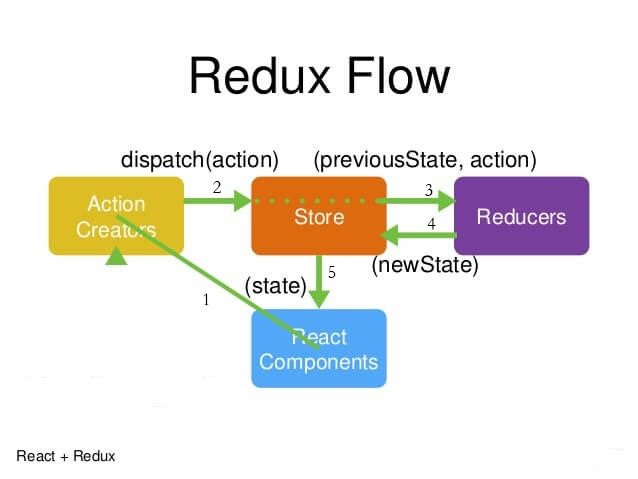 Redux Flow
dispatch(action)
(previousState, action)
2
3
Action
Creators
Store
Reducers
4
(newState)
5
(state)
1
React
Components
React + Redux